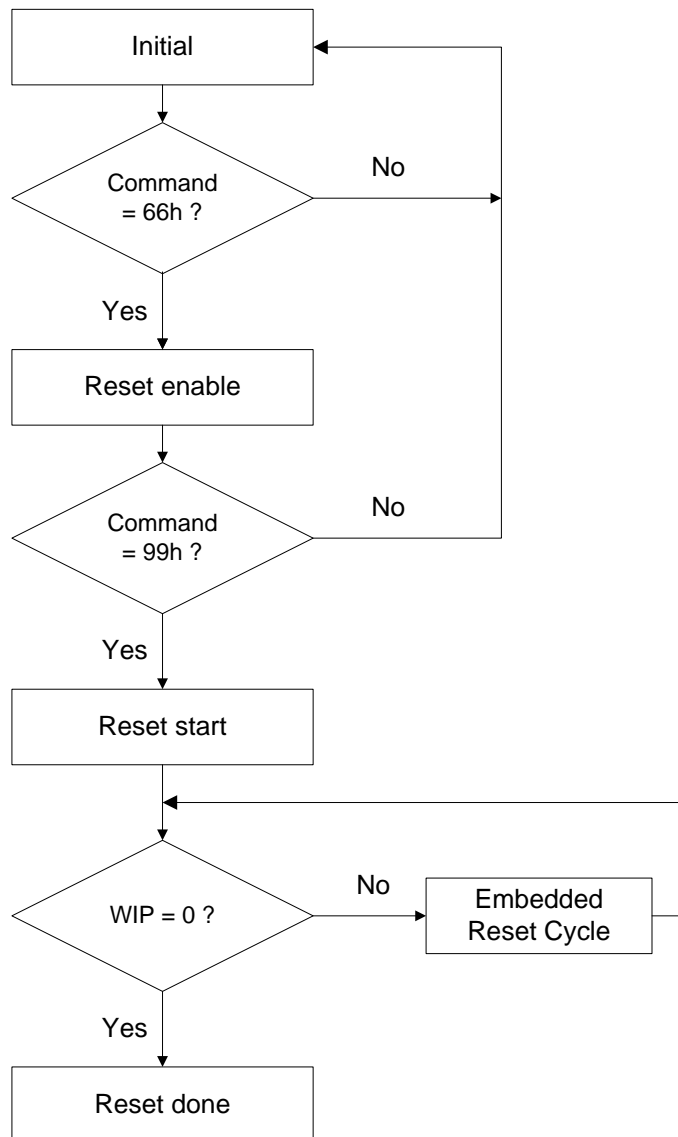 Initial
Command
= 66h ?
No
Yes
Reset enable
Command
= 99h ?
No
Yes
Reset start
WIP = 0 ?
No
Embedded
Reset Cycle
Yes
Reset done